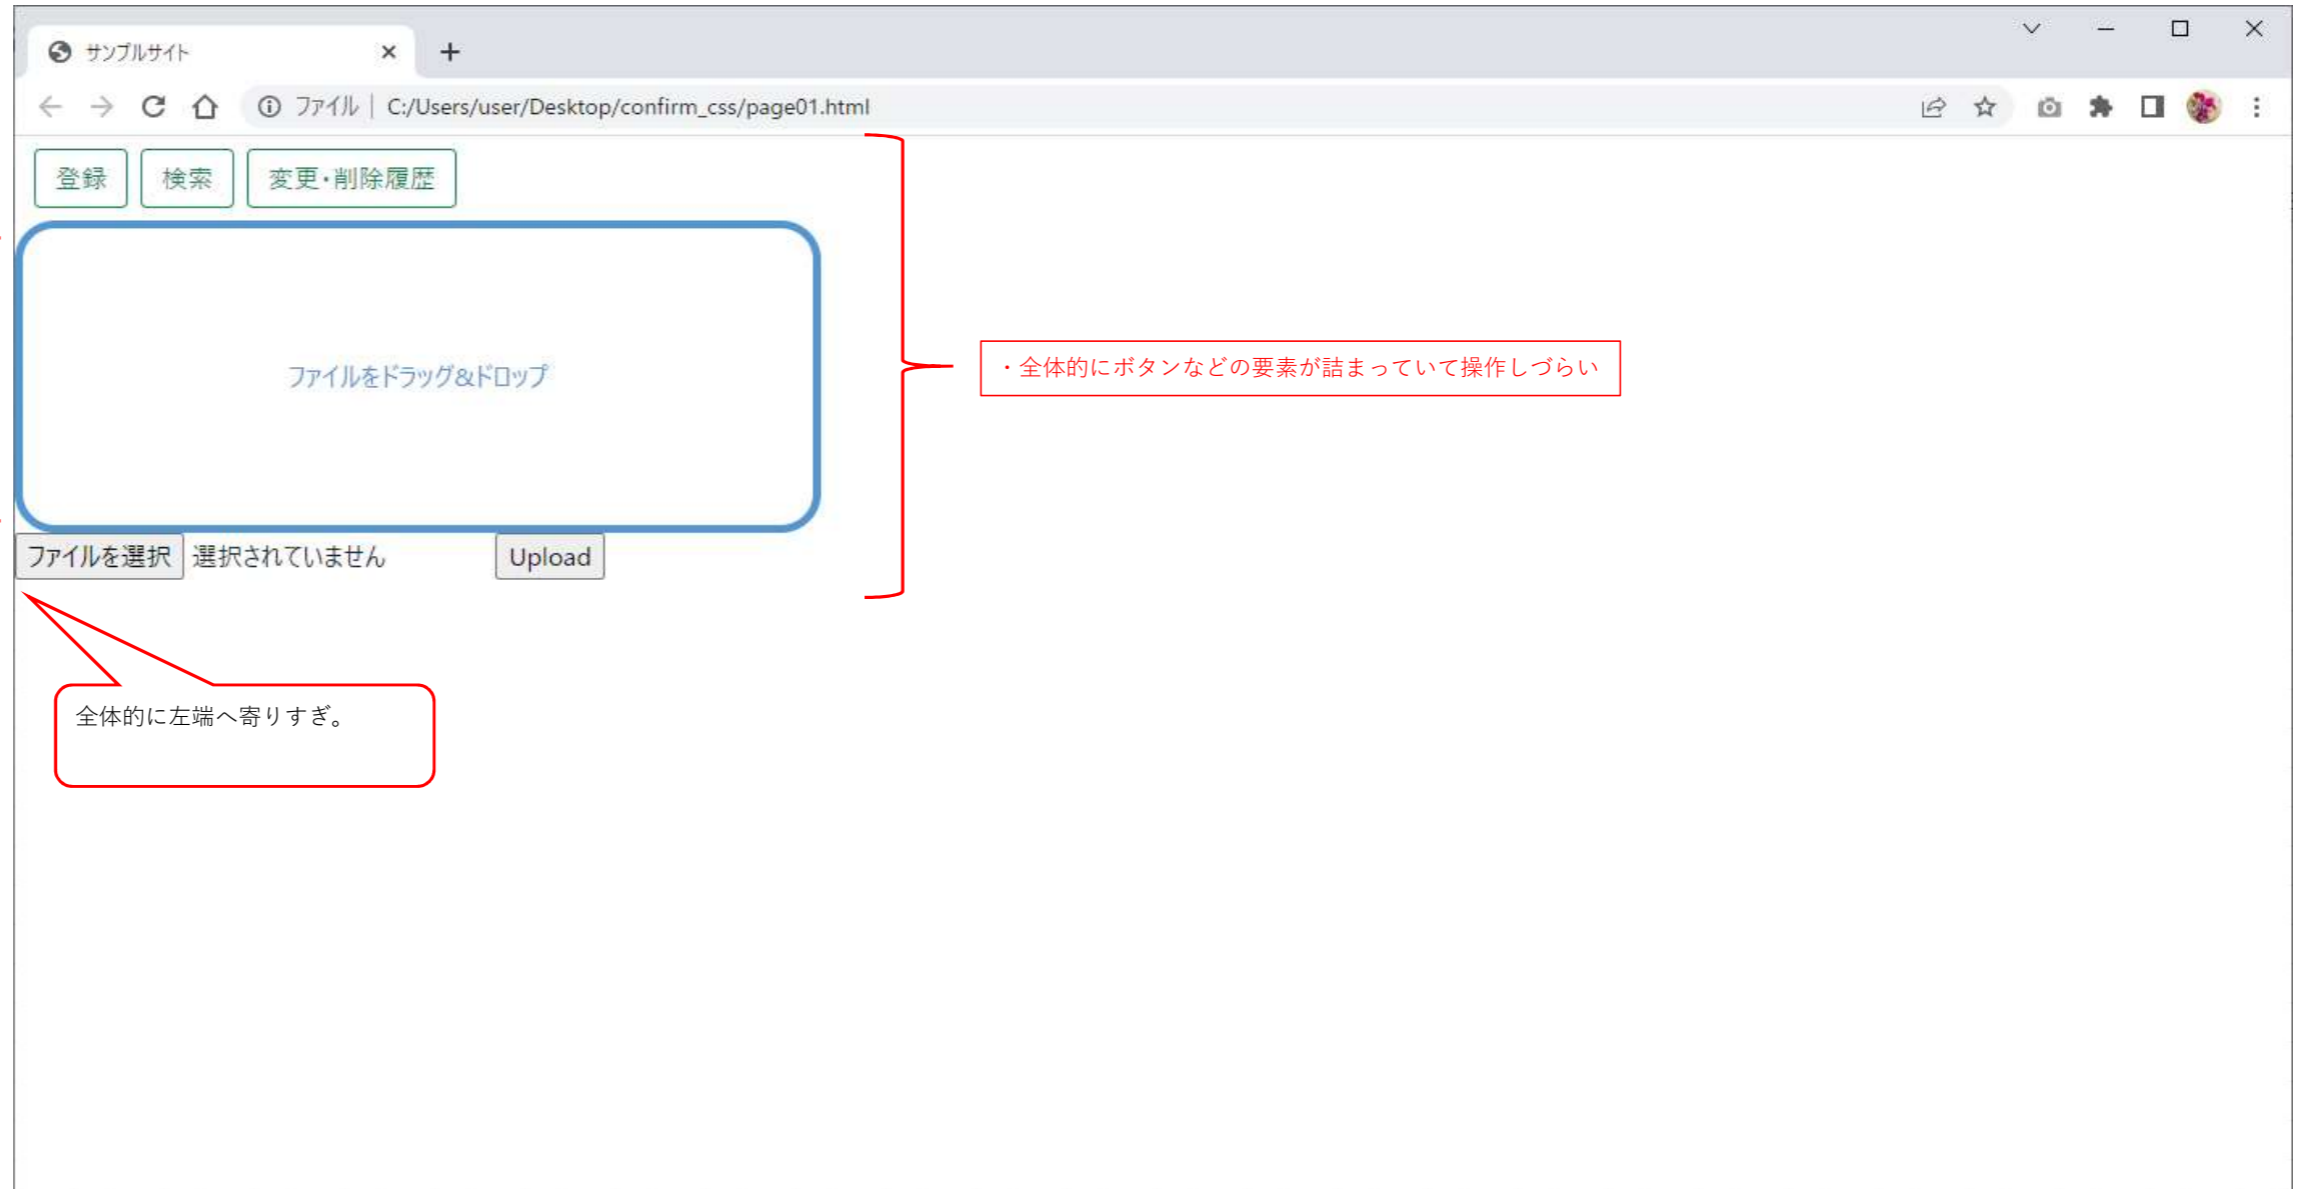 サンプルサイト
ファイル | C:/Users/user/Desktop/confirm_css/page01.html
登録 検索 変更・削除履歴
ファイルをドラッグ&ドロップ
・全体的にボタンなどの要素が詰まっていて操作しづらい
ファイルを選択 選択されていません Upload
全体的に左端へ寄りすぎ。